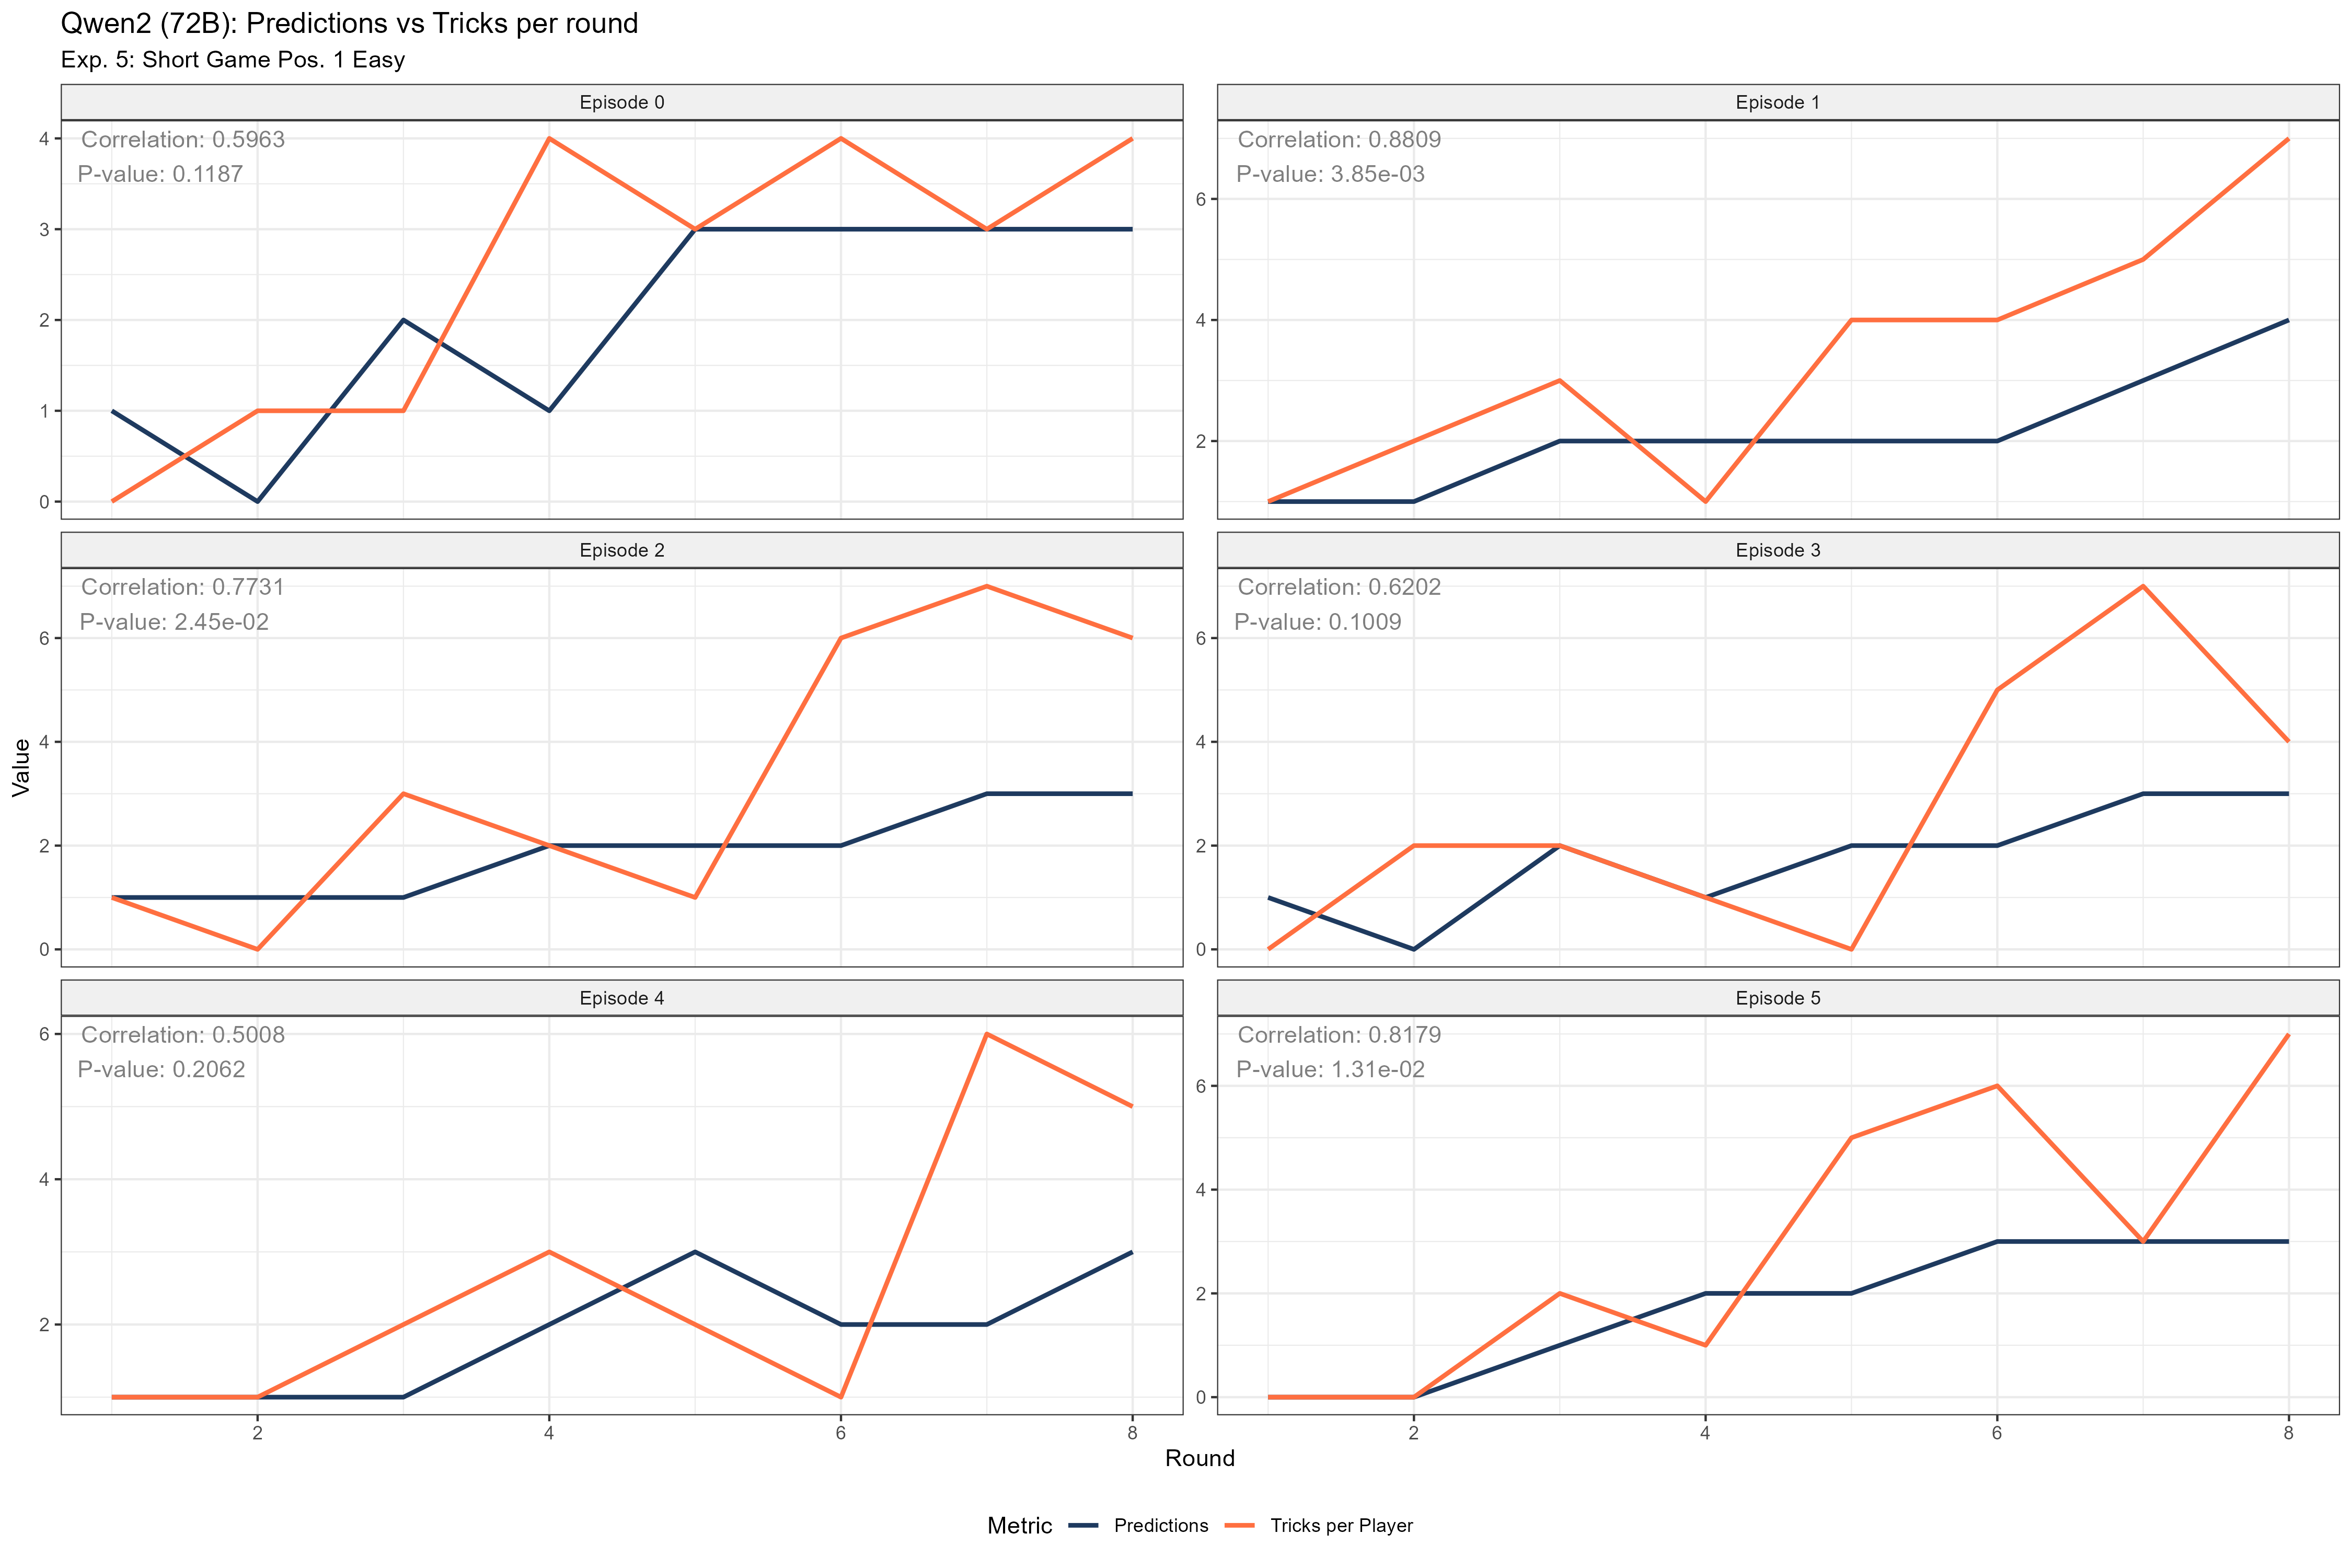 Qwen2 (72B): Predictions vs Tricks per round
Exp. 5: Short Game Pos. 1 Easy
Episode 0
Correlation: 0.5963
P-value: 0.1187
4
3
2
1
0
Episode 1
Correlation: 0.8809
P-value: 3.85e-03
6
4
2
Episode 2
Correlation: 0.7731
P-value: 2.45e-02
6
4
2
0
Episode 3
Correlation: 0.6202
P-value: 0.1009
6
4
2
0
Value
Episode 4
Correlation: 0.5008
P-value: 0.2062
6
4
2
2 4 6 8
Episode 5
Correlation: 0.8179
P-value: 1.31e-02
6
4
2
0
2 4 6 8
Round
Metric Predictions Tricks per Player